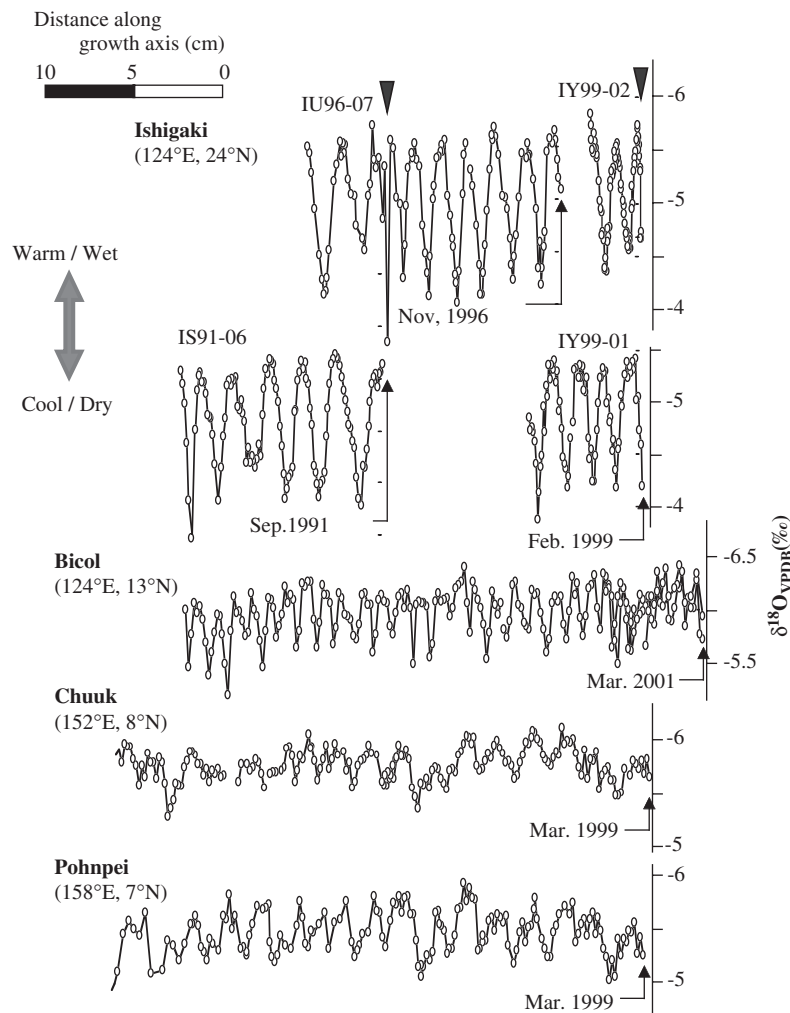 Distance along
growth axis (cm)
10 5 0
IU96-07
IY99-02
Ishigaki
(124°E, 24°N)
-6
-5
-4
Warm / Wet
Cool / Dry
Nov, 1996
IS91-06
IY99-01
-5
-4
Sep.1991
Feb. 1999
Bicol
(124°E, 13°N)
-6.5
-5.5
δ18OVPDB(‰)
Mar. 2001
Chuuk
(152°E, 8°N)
-6
-5
Mar. 1999
Pohnpei
(158°E, 7°N)
-6
-5
Mar. 1999